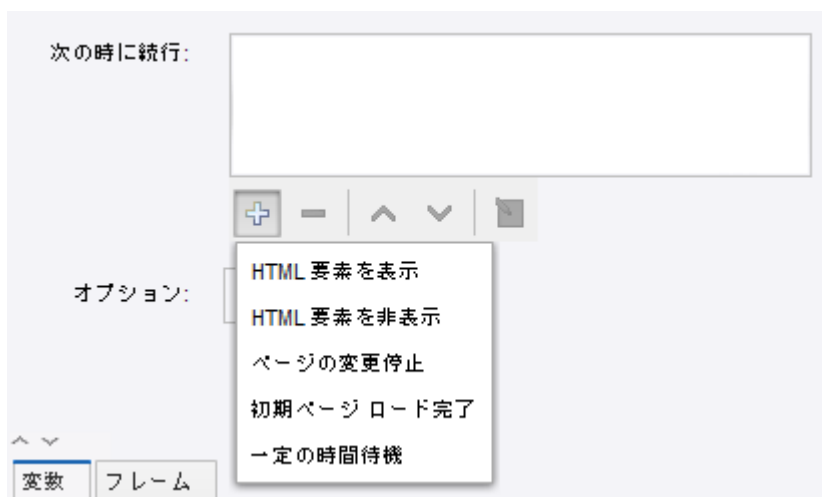 次の時に続行:
HTML 要素を表示
オプション:
HTML 要素を非表示
ページの変更停止
初期ページ ロード完了
一定の時間待機
変数
フレーム